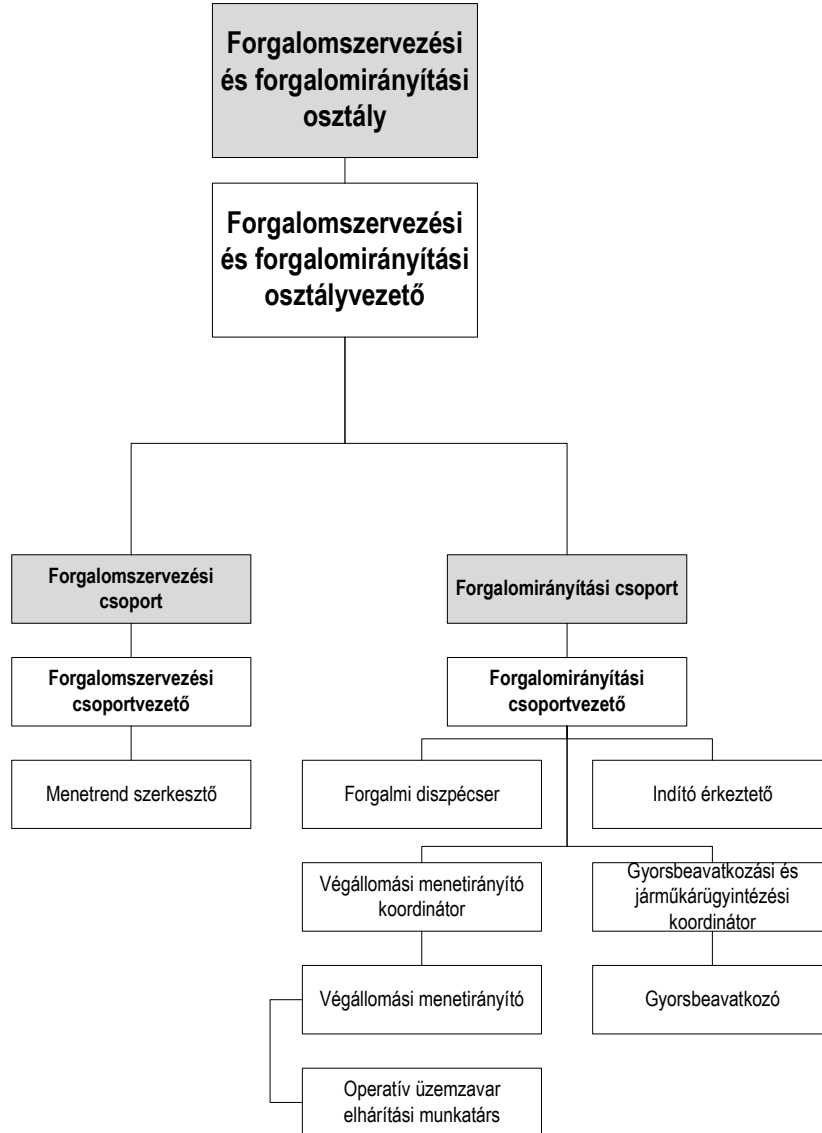 Forgalomszervezési
és forgalomirányítási
osztály
Forgalomszervezési
és forgalomirányítási
osztályvezető
Forgalomszervezési
csoport
Forgalomirányítási csoport
Forgalomszervezési
csoportvezető
Forgalomirányítási
csoportvezető
Menetrend szerkesztő
Forgalmi diszpécser
Indító érkeztető
Végállomási menetirányító
koordinátor
Gyorsbeavatkozási és
járműkárügyintézési
koordinátor
Végállomási menetirányító
Gyorsbeavatkozó
Operatív üzemzavar
elhárítási munkatárs